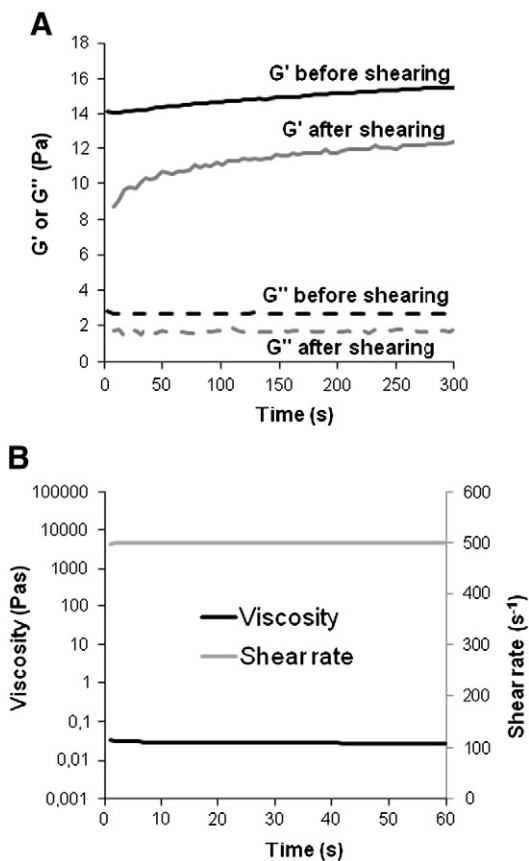 A
18
16
14
12
10
8
6
4
2
0
G' or G'' (Pa)
G' before shearing
G' after shearing
G'' before shearing
G'' after shearing
0 50 100 150 200 250 300
Time (s)
B
100000
10000
1000
100
10
1
0,1
0,01
0,001
Viscosity (Pas)
Viscosity
Shear rate
600
500
400
300
200
100
0
Shear rate (s⁻¹)
0 10 20 30 40 50 60
Time (s)